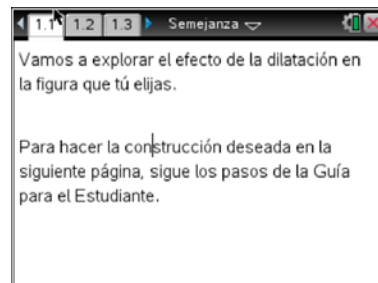 1.1 1.2 1.3 Semejanza
Vamos a explorar el efecto de la dilatación en
la figura que tú elijas.
Para hacer la construcción deseada en la
siguiente página, sigue los pasos de la Guía
para el Estudiante.